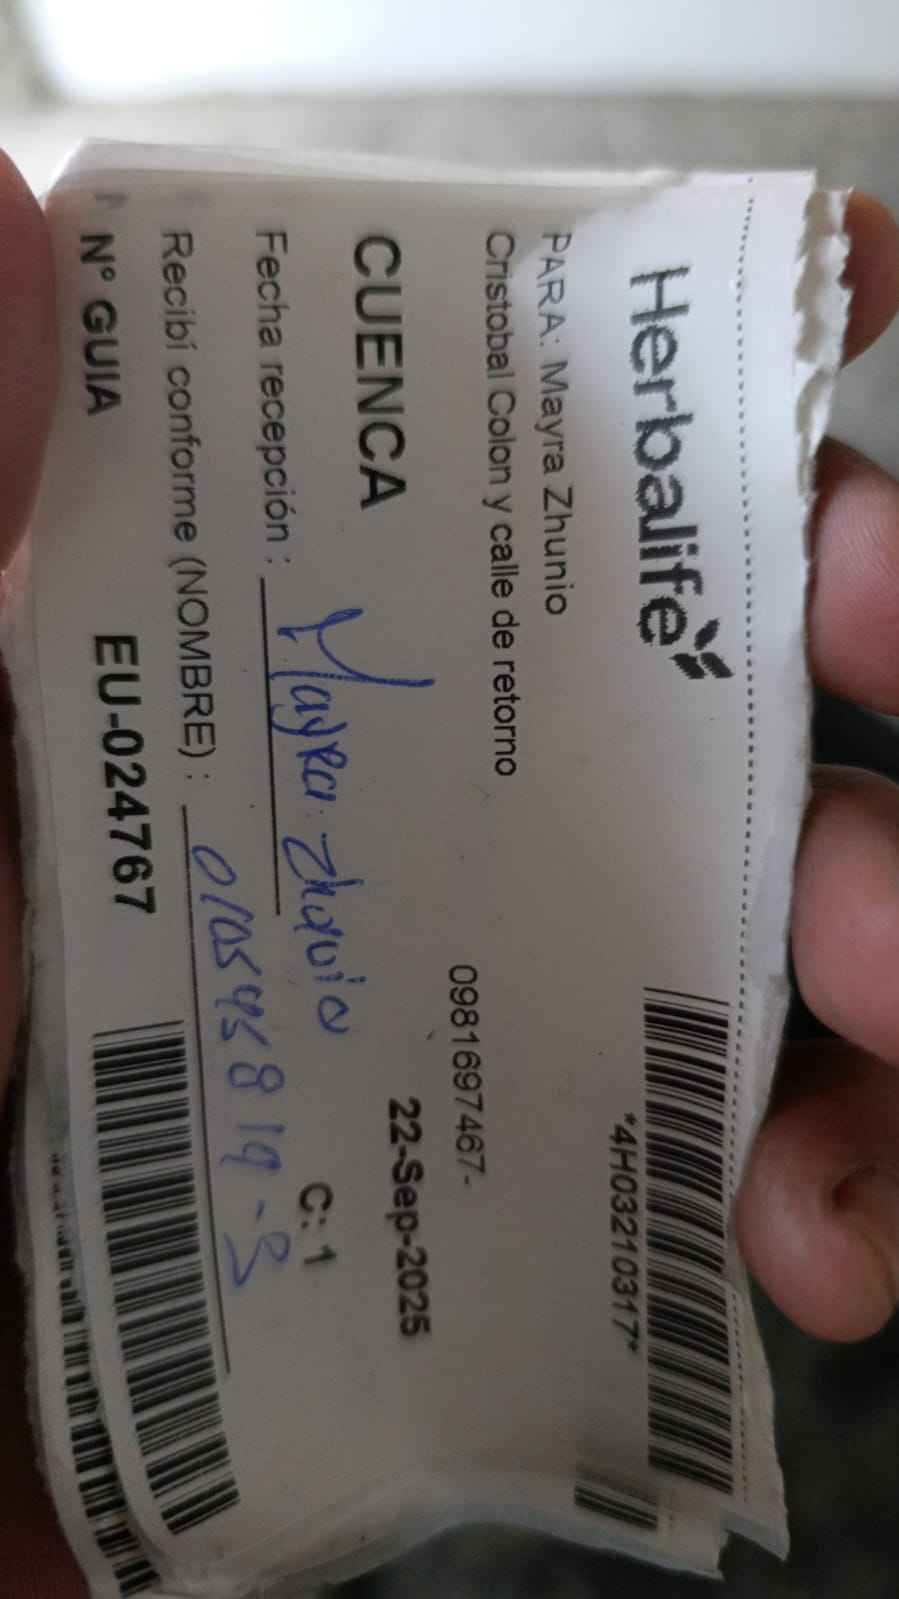 Herbalife
*4H03210317*
PARA: Mayra Zhunio
Cristobal Colon y calle de retorno
0981697467-
CUENCA
22-Sep-2025
Fecha recepción : Mayra Zhunio
C: 1
Recibí conforme (NOMBRE) :
N° GUIA
EU-024767